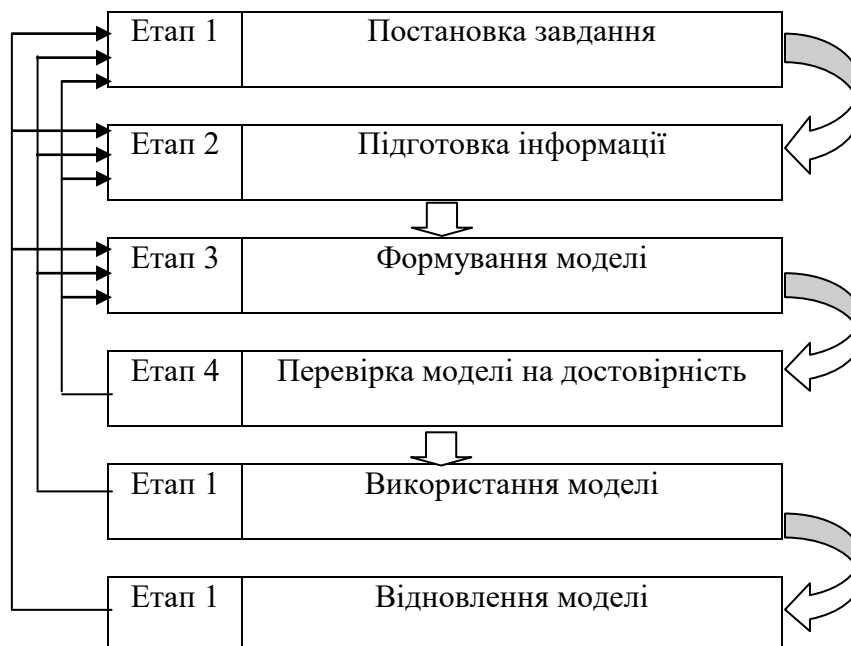 Етап 1 Постановка завдання
Етап 2 Підготовка інформації
Етап 3 Формування моделі
Етап 4 Перевірка моделі на достовірність
Етап 1 Використання моделі
Етап 1 Відновлення моделі